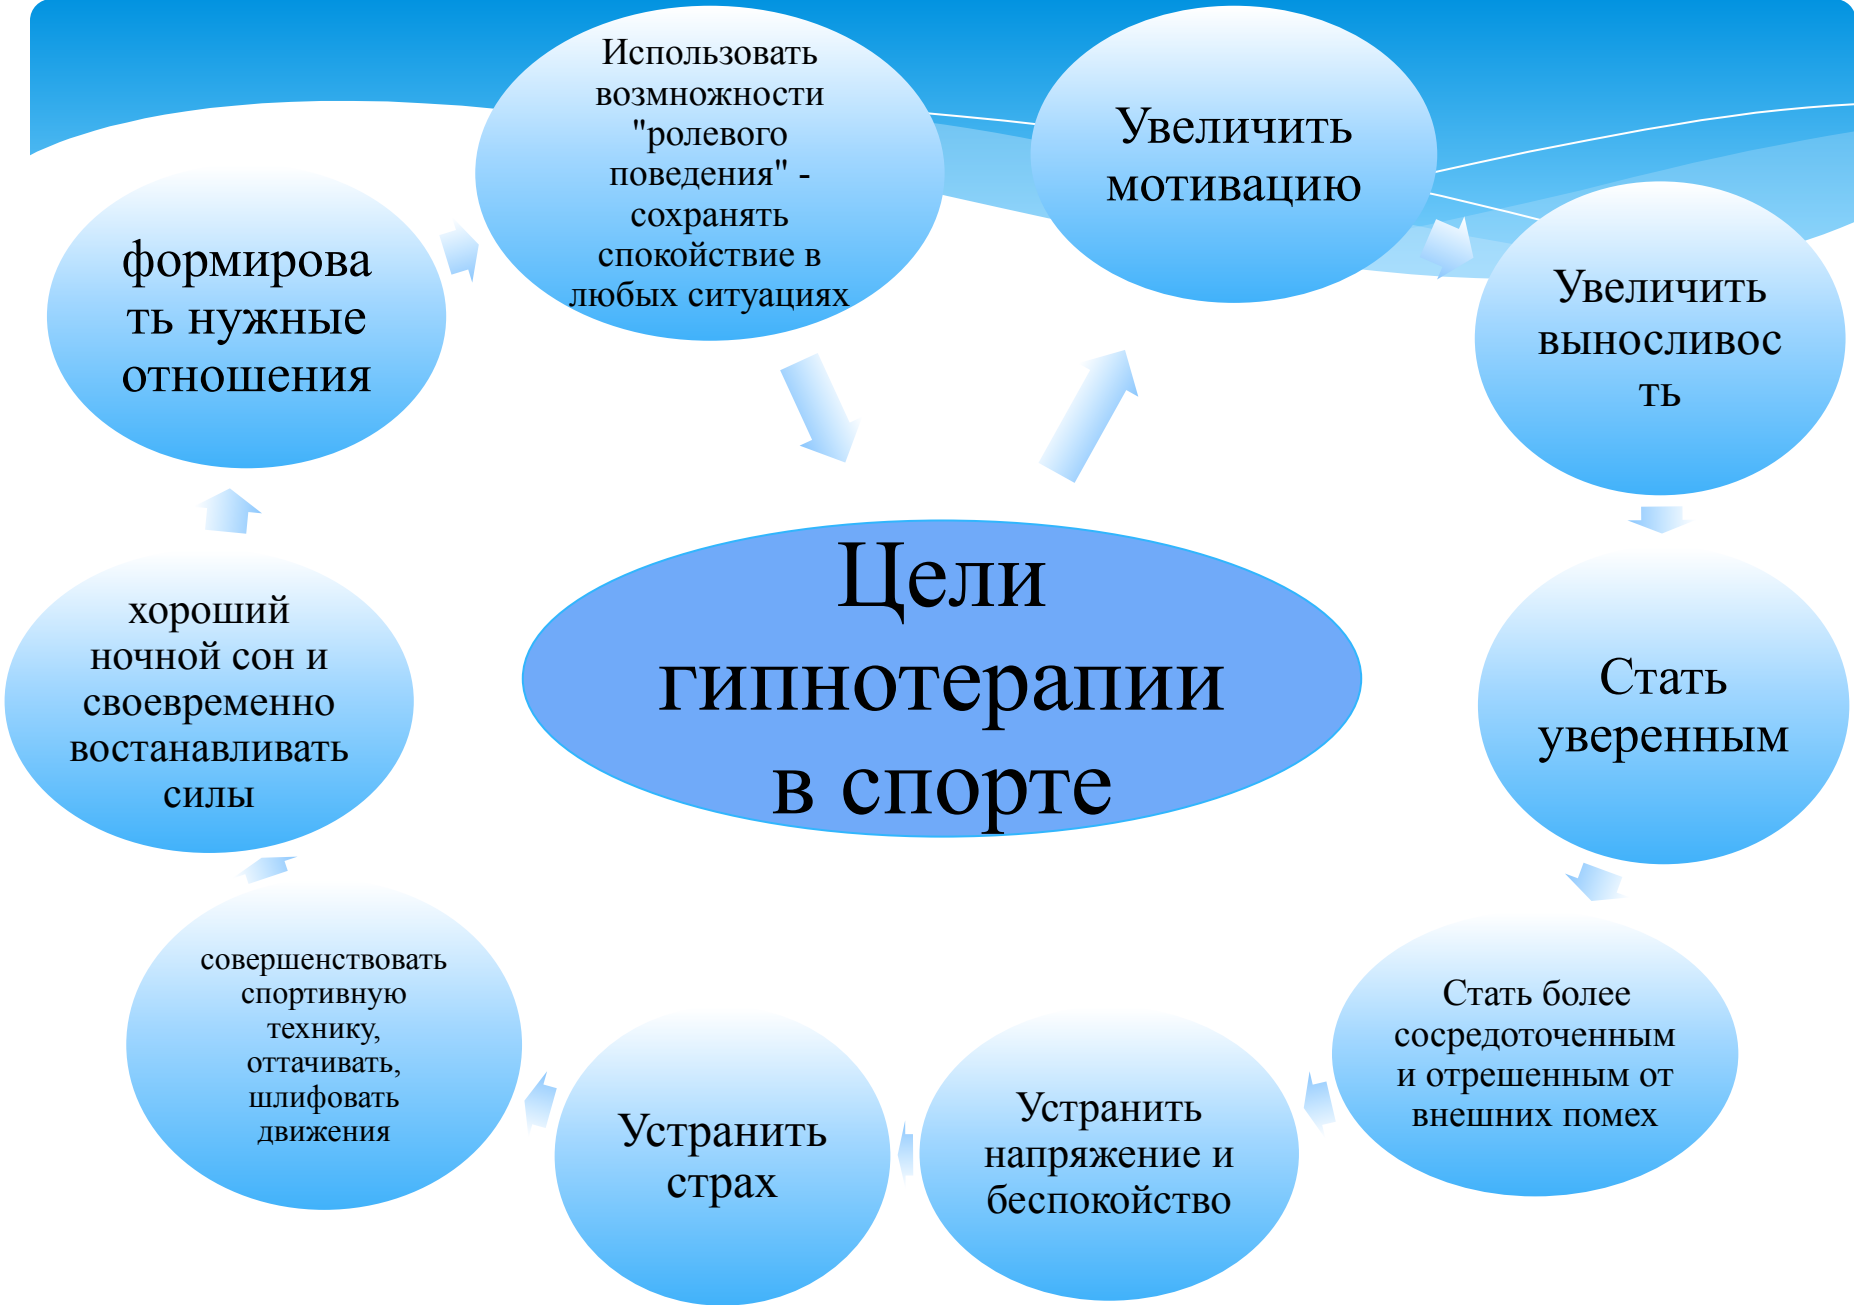 Использовать
возмножности
"ролевого
поведения" -
сохранять
спокойствие в
любых ситуациях
Увеличить
мотивацию
Увеличить
выносливос
ть
Стать
уверенным
Стать более
сосредоточенным
и отрешенным от
внешних помех
Устранить
напряжение и
беспокойство
Устранить
страх
совершенствовать
спортивную
технику,
оттачивать,
шлифовать
движения
хороший
ночной сон и
своевременно
востанавливать
силы
формирова
ть нужные
отношения
Цели
гипнотерапии
в спорте